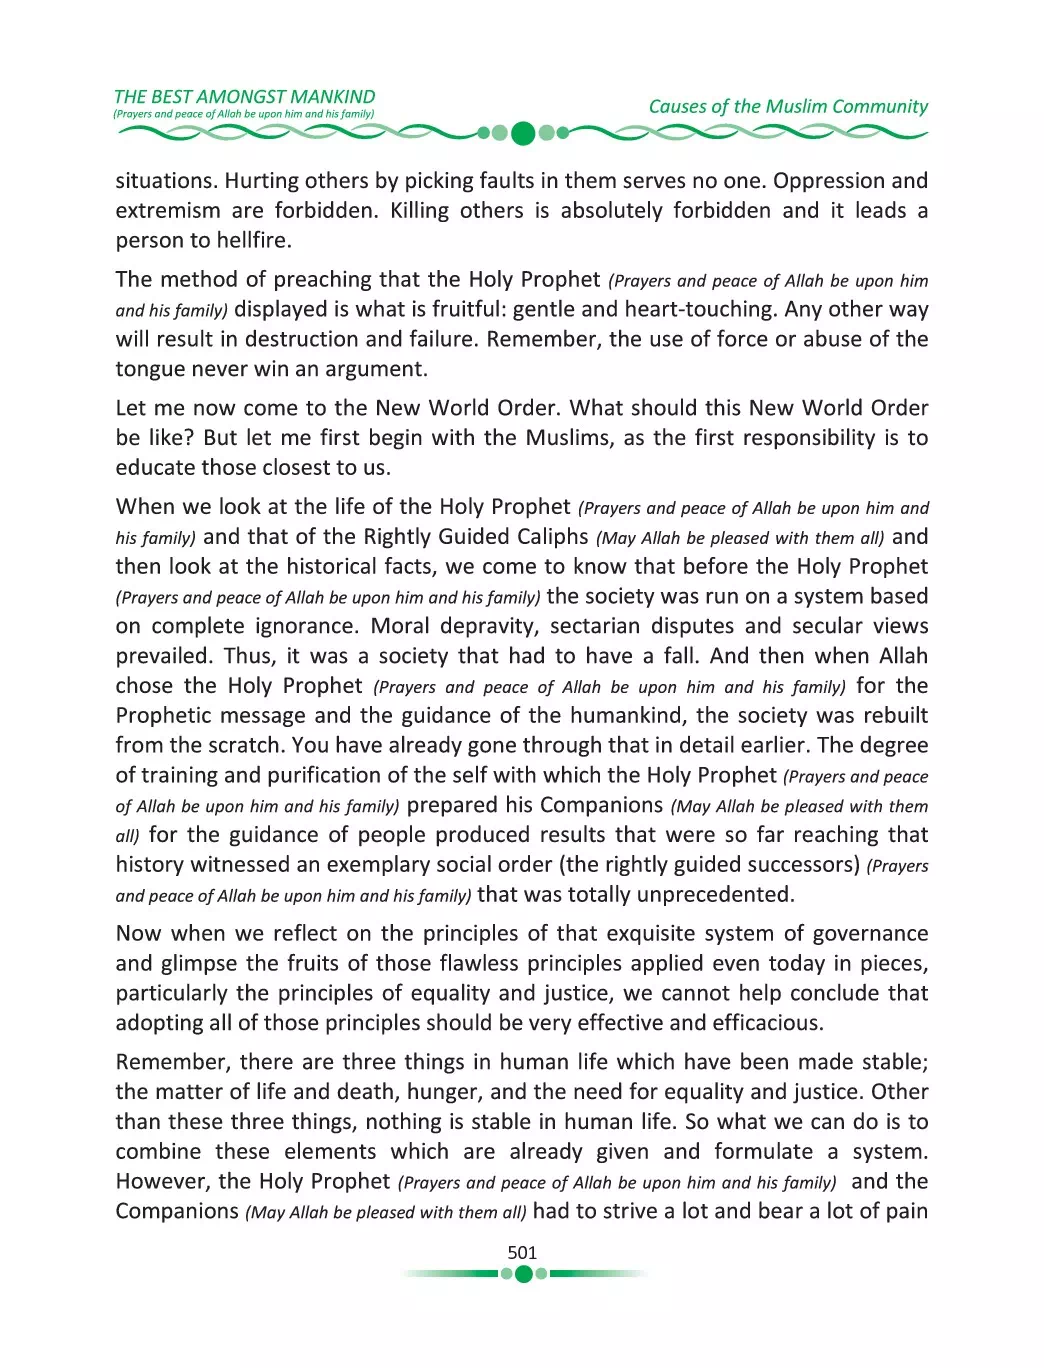 THE BEST AMONGST MANKIND
(Prayers and peace of Allah be upon him and his family)
Causes of the Muslim Community
situations. Hurting others by picking faults in them serves no one. Oppression and
extremism are forbidden. Killing others is absolutely forbidden and it leads a
person to hellfire.
The method of preaching that the Holy Prophet (Prayers and peace of Allah be upon him
and his family) displayed is what is fruitful: gentle and heart-touching. Any other way
will result in destruction and failure. Remember, the use of force or abuse of the
tongue never win an argument.
Let me now come to the New World Order. What should this New World Order
be like? But let me first begin with the Muslims, as the first responsibility is to
educate those closest to us.
When we look at the life of the Holy Prophet (Prayers and peace of Allah be upon him and
his family) and that of the Rightly Guided Caliphs (May Allah be pleased with them all) and
then look at the historical facts, we come to know that before the Holy Prophet
(Prayers and peace of Allah be upon him and his family) the society was run on a system based
on complete ignorance. Moral depravity, sectarian disputes and secular views
prevailed. Thus, it was a society that had to have a fall. And then when Allah
chose the Holy Prophet (Prayers and peace of Allah be upon him and his family) for the
Prophetic message and the guidance of the humankind, the society was rebuilt
from the scratch. You have already gone through that in detail earlier. The degree
of training and purification of the self with which the Holy Prophet (Prayers and peace
of Allah be upon him and his family) prepared his Companions (May Allah be pleased with them
all) for the guidance of people produced results that were so far reaching that
history witnessed an exemplary social order (the rightly guided successors) (Prayers
and peace of Allah be upon him and his family) that was totally unprecedented.
Now when we reflect on the principles of that exquisite system of governance
and glimpse the fruits of those flawless principles applied even today in pieces,
particularly the principles of equality and justice, we cannot help conclude that
adopting all of those principles should be very effective and efficacious.
Remember, there are three things in human life which have been made stable;
the matter of life and death, hunger, and the need for equality and justice. Other
than these three things, nothing is stable in human life. So what we can do is to
combine these elements which are already given and formulate a system.
However, the Holy Prophet (Prayers and peace of Allah be upon him and his family) and the
Companions (May Allah be pleased with them all) had to strive a lot and bear a lot of pain
501